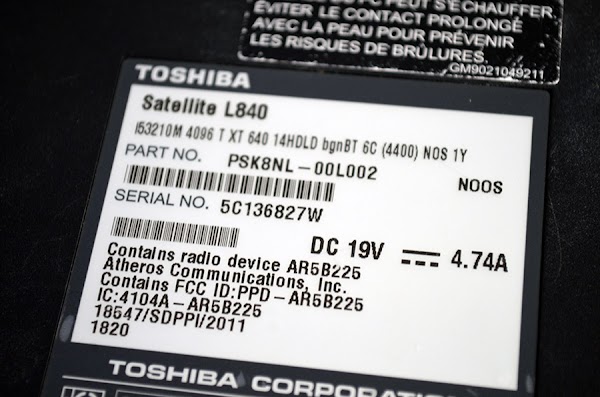 PEUT S'ÉCHAUFFER
ÉVITER LE CONTACT PROLONGÉ
AVEC LA PEAU POUR PRÉVENIR
LES RISQUES DE BRÛLURES.
GM9021049211
TOSHIBA
Satellite L840
I53210M 4096 T XT 640 14HDLD bgnBT 6C (4400) NOS 1Y
PART NO. PSK8NL-00L002 NOOS
SERIAL NO. 5C136827W
DC 19V 4.74A
Contains radio device AR5B225
Atheros Communications, Inc.
Contains FCC ID:PPD-AR5B225
IC:4104A-AR5B225
18547/SDPPI/2011
1820
TOSHIBA CORPORATION